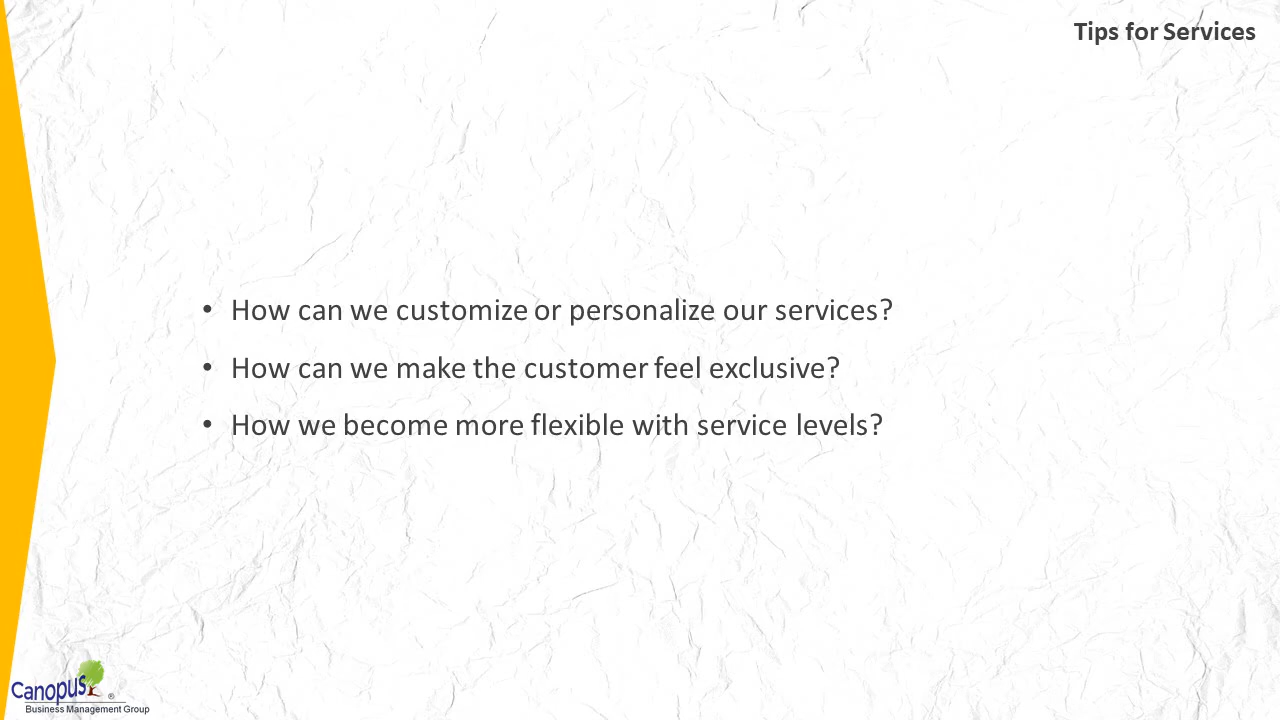 Tips for Services
• How can we customize or personalize our services?
• How can we make the customer feel exclusive?
• How we become more flexible with service levels?
Canopus ®
Business Management Group